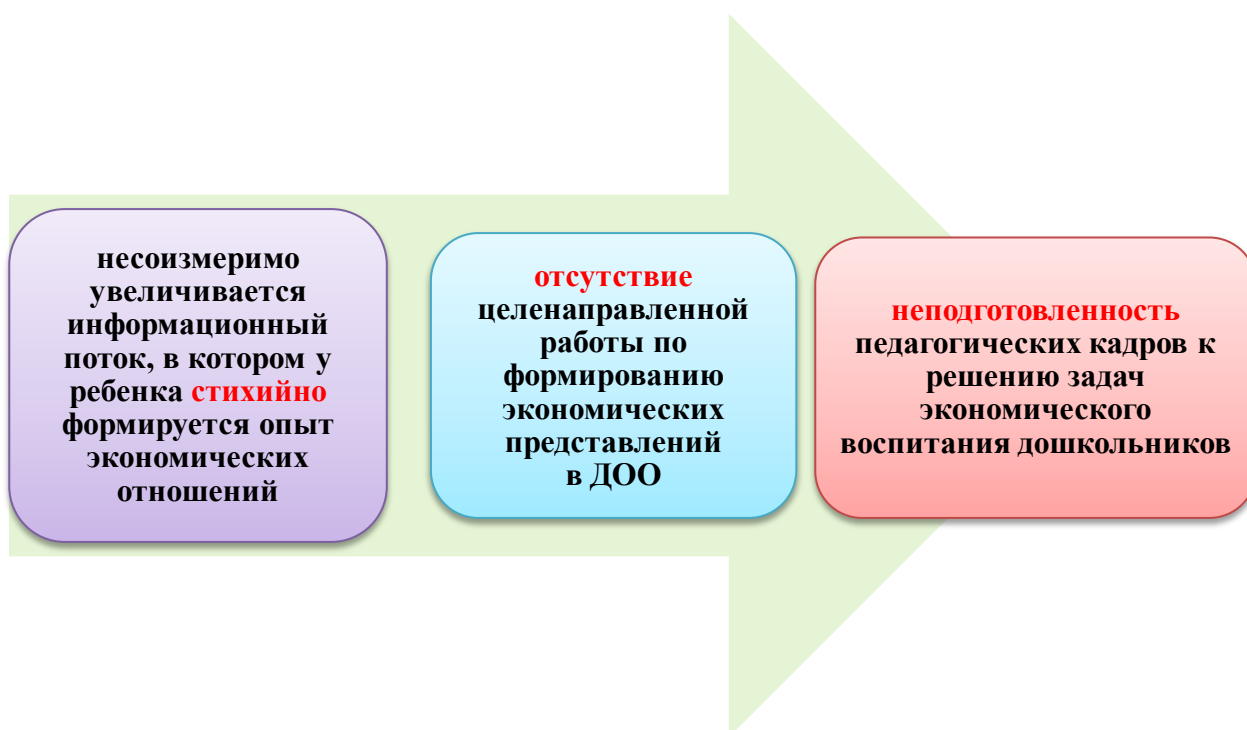 несоизмеримо
увеличивается
информационный
поток, в котором у
ребенка стихийно
формируется опыт
экономических
отношений
отсутствие
целенаправленной
работы по
формированию
экономических
представлений
в ДОО
неподготовленность
педагогических кадров к
решению задач
экономического
воспитания дошкольников